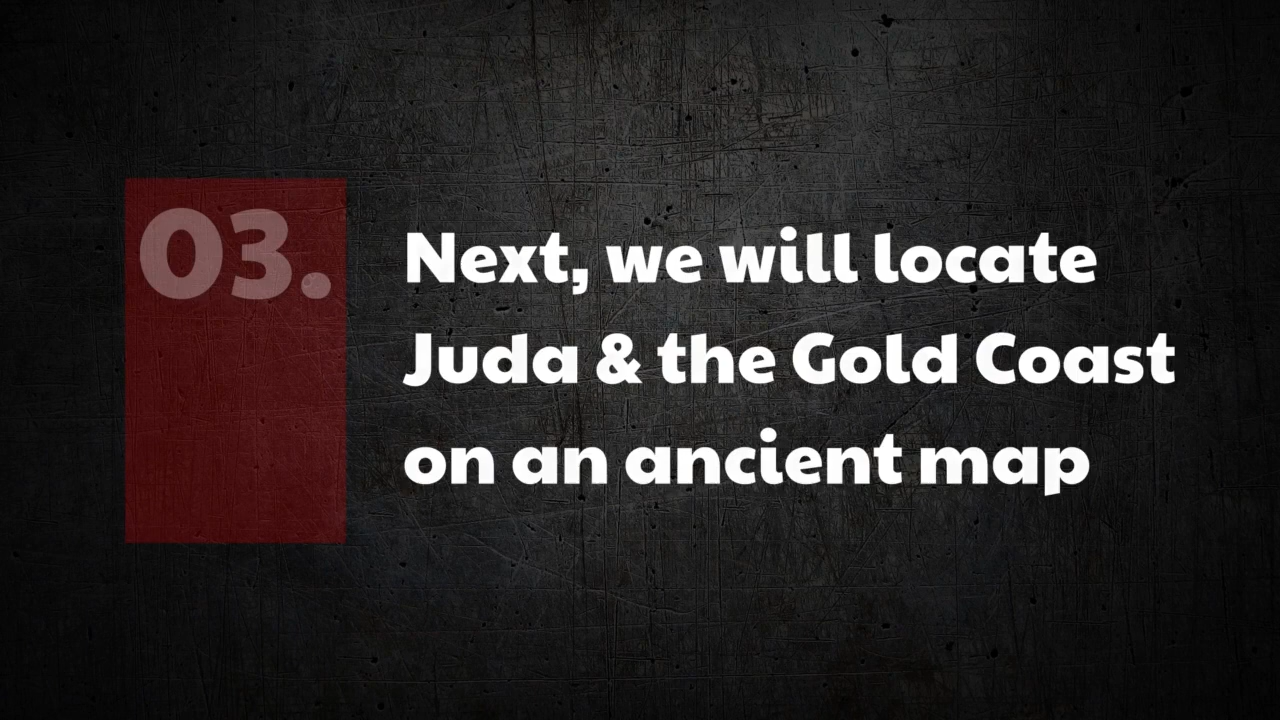 03.
Next, we will locate
Juda & the Gold Coast
on an ancient map